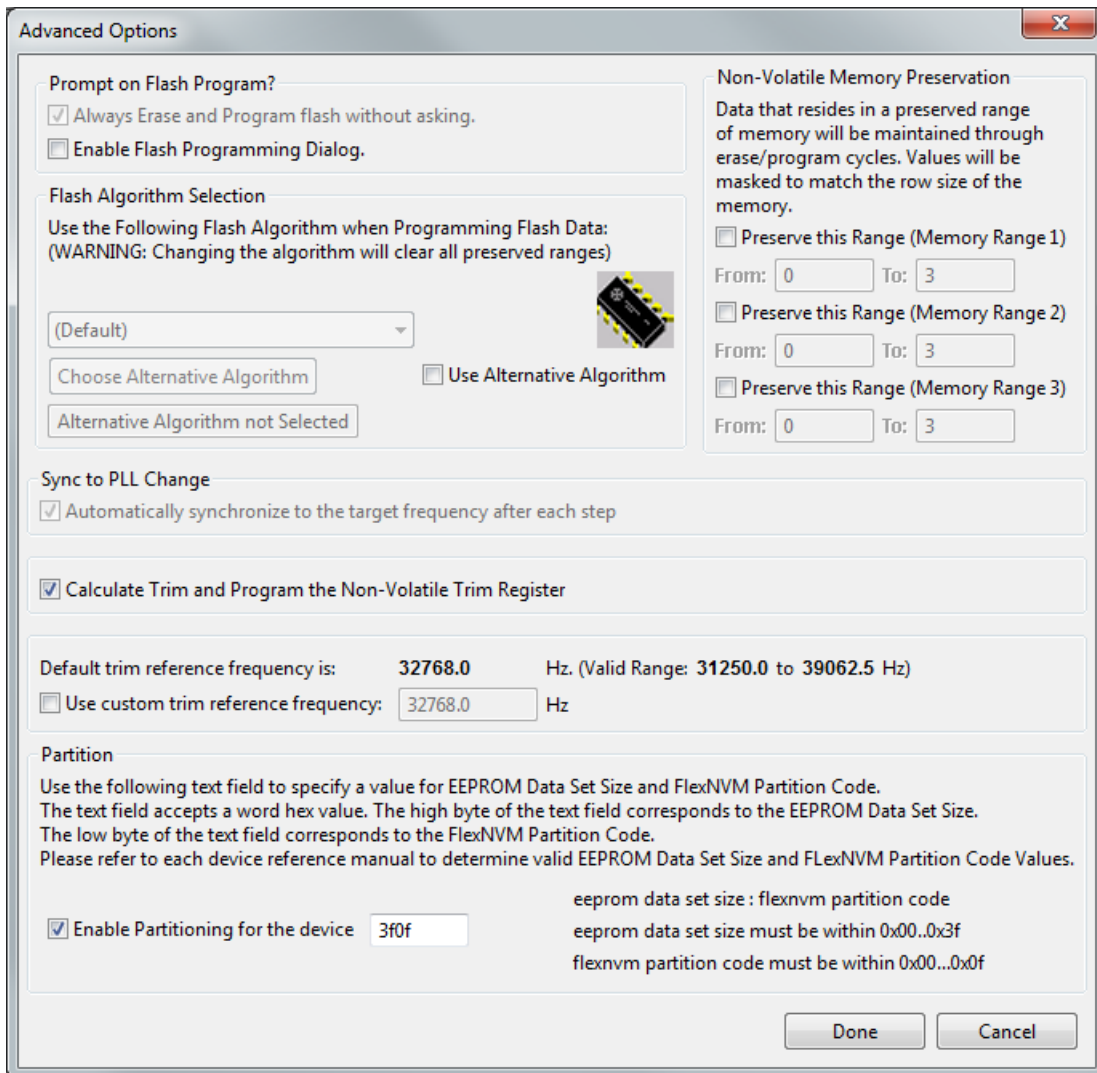 Advanced Options
Prompt on Flash Program?
Always Erase and Program flash without asking.
Enable Flash Programming Dialog.
Flash Algorithm Selection
Use the Following Flash Algorithm when Programming Flash Data:
(WARNING: Changing the algorithm will clear all preserved ranges)
(Default)
Choose Alternative Algorithm
Use Alternative Algorithm
Alternative Algorithm not Selected
Non-Volatile Memory Preservation
Data that resides in a preserved range
of memory will be maintained through
erase/program cycles. Values will be
masked to match the row size of the
memory.
Preserve this Range (Memory Range 1)
From: 0 To: 3
Preserve this Range (Memory Range 2)
From: 0 To: 3
Preserve this Range (Memory Range 3)
From: 0 To: 3
Sync to PLL Change
Automatically synchronize to the target frequency after each step
Calculate Trim and Program the Non-Volatile Trim Register
Default trim reference frequency is: 32768.0 Hz. (Valid Range: 31250.0 to 39062.5 Hz)
Use custom trim reference frequency: 32768.0 Hz
Partition
Use the following text field to specify a value for EEPROM Data Set Size and FlexNVM Partition Code.
The text field accepts a word hex value. The high byte of the text field corresponds to the EEPROM Data Set Size.
The low byte of the text field corresponds to the FlexNVM Partition Code.
Please refer to each device reference manual to determine valid EEPROM Data Set Size and FLexNVM Partition Code Values.
Enable Partitioning for the device 3f0f
eeprom data set size : flexnvm partition code
eeprom data set size must be within 0x00..0x3f
flexnvm partition code must be within 0x00...0x0f
Done Cancel